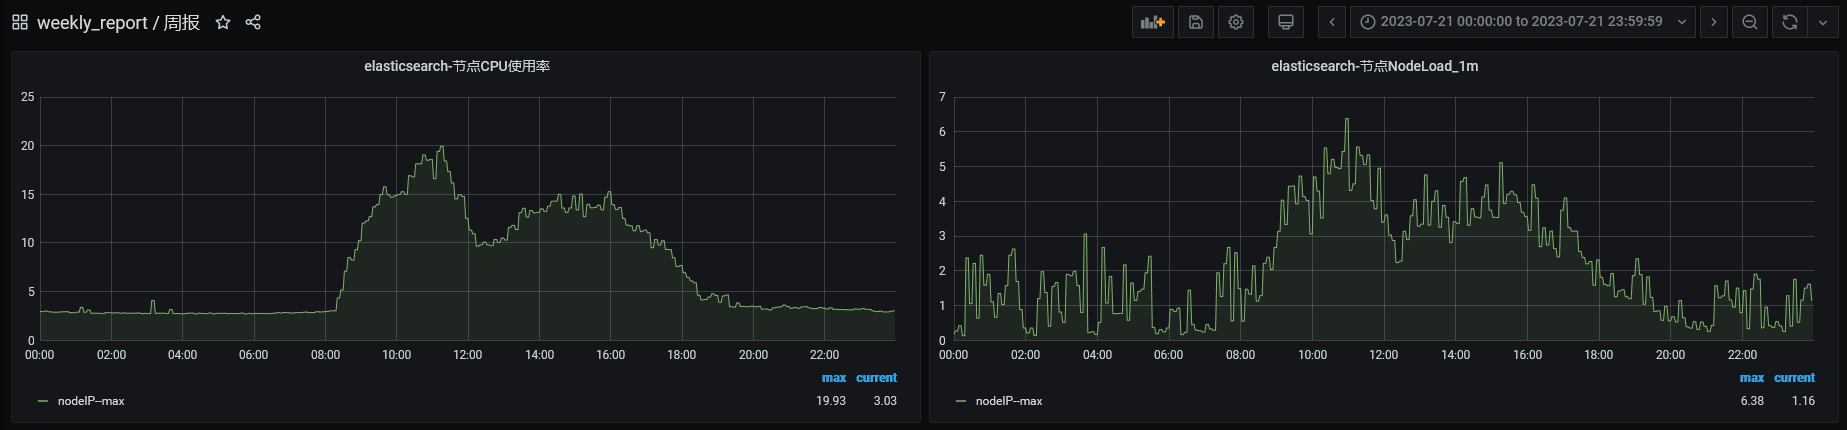 weekly_report / 周报
2023-07-21 00:00:00 to 2023-07-21 23:59:59
elasticsearch-节点CPU使用率
25
20
15
10
5
0
00:00 02:00 04:00 06:00 08:00 10:00 12:00 14:00 16:00 18:00 20:00 22:00
max current
nodeIP--max 19.93 3.03
elasticsearch-节点NodeLoad_1m
7
6
5
4
3
2
1
0
00:00 02:00 04:00 06:00 08:00 10:00 12:00 14:00 16:00 18:00 20:00 22:00
max current
nodeIP--max 6.38 1.16